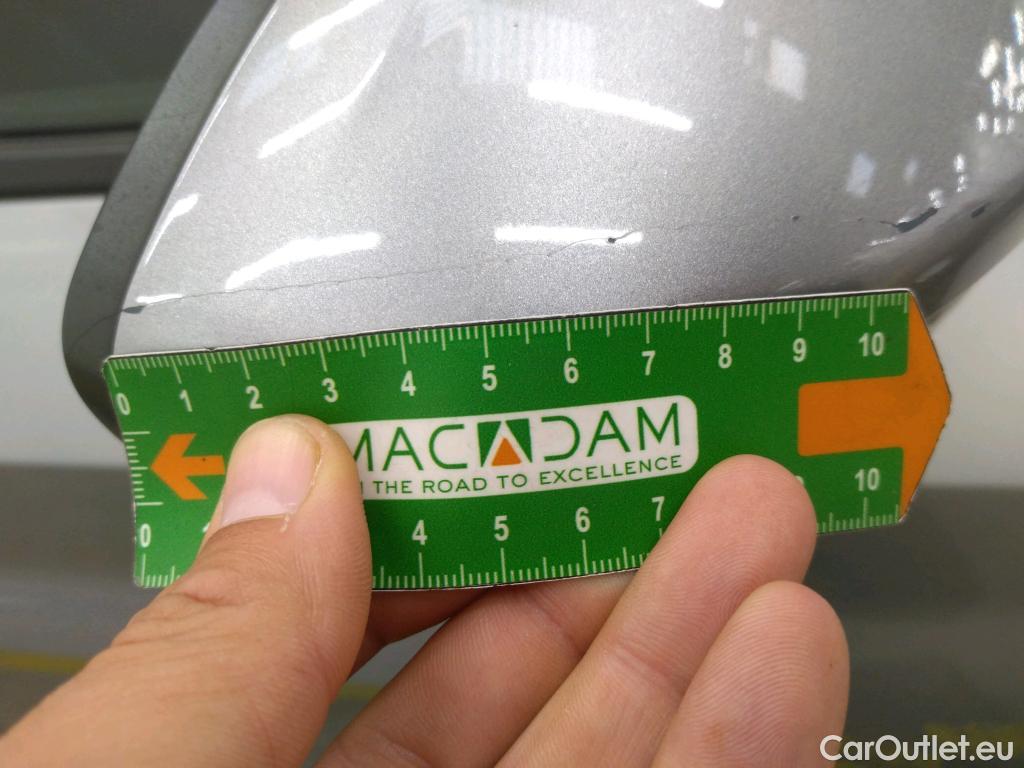 0 1 2 3 4 5 6 7 8 9 10
MACADAM
THE ROAD TO EXCELLENCE
0 4 5 6 7 10
CarOutlet.eu